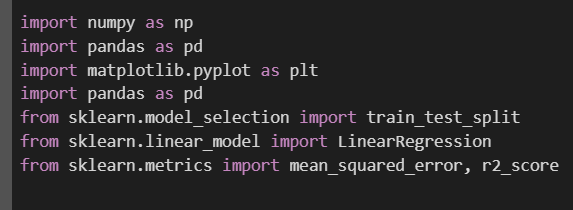 import numpy as np
import pandas as pd
import matplotlib.pyplot as plt
import pandas as pd
from sklearn.model_selection import train_test_split
from sklearn.linear_model import LinearRegression
from sklearn.metrics import mean_squared_error, r2_score